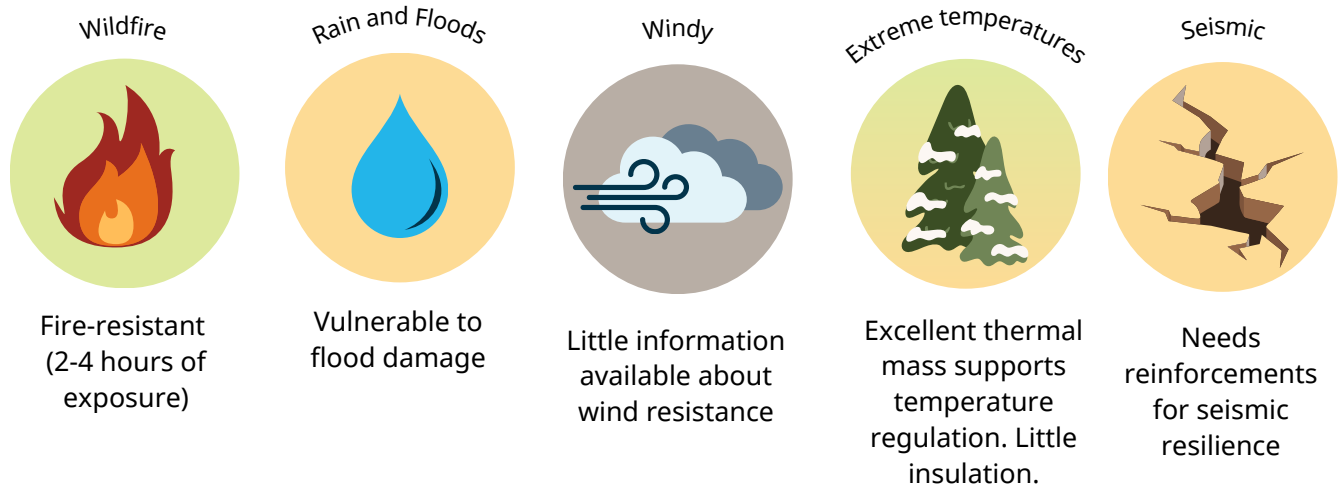 Wildfire
Fire-resistant
(2-4 hours of
exposure)
Rain and Floods
Vulnerable to
flood damage
Windy
Little information
available about
wind resistance
Extreme temperatures
Excellent thermal
mass supports
temperature
regulation. Little
insulation.
Seismic
Needs
reinforcements
for seismic
resilience